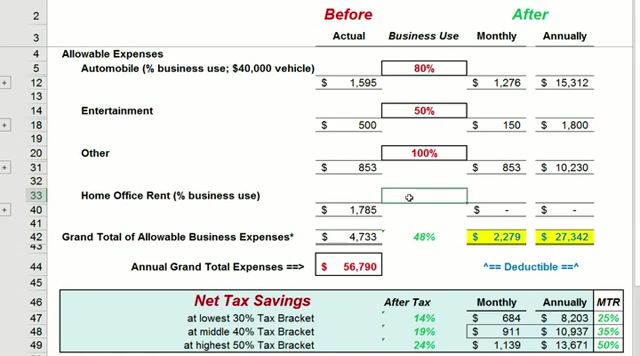 2 Before After
3 Actual Business Use Monthly Annually
4 Allowable Expenses
5 Automobile (% business use; $40,000 vehicle) 80%
12 $ 1,595 $ 1,276 $ 15,312
13
14 Entertainment 50%
18 $ 500 $ 150 $ 1,800
19
20 Other 100%
31 $ 853 $ 853 $ 10,230
32
33 Home Office Rent (% business use)
40 $ 1,785 $ - $ -
41
42 Grand Total of Allowable Business Expenses* $ 4,733 48% $ 2,279 $ 27,342
43
44 Annual Grand Total Expenses ==> $ 56,790 ^== Deductible ==^
45
46 Net Tax Savings After Tax Monthly Annually MTR
47 at lowest 30% Tax Bracket 14% $ 684 $ 8,203 25%
48 at middle 40% Tax Bracket 19% $ 911 $ 10,937 35%
49 at highest 50% Tax Bracket 24% $ 1,139 $ 13,671 50%